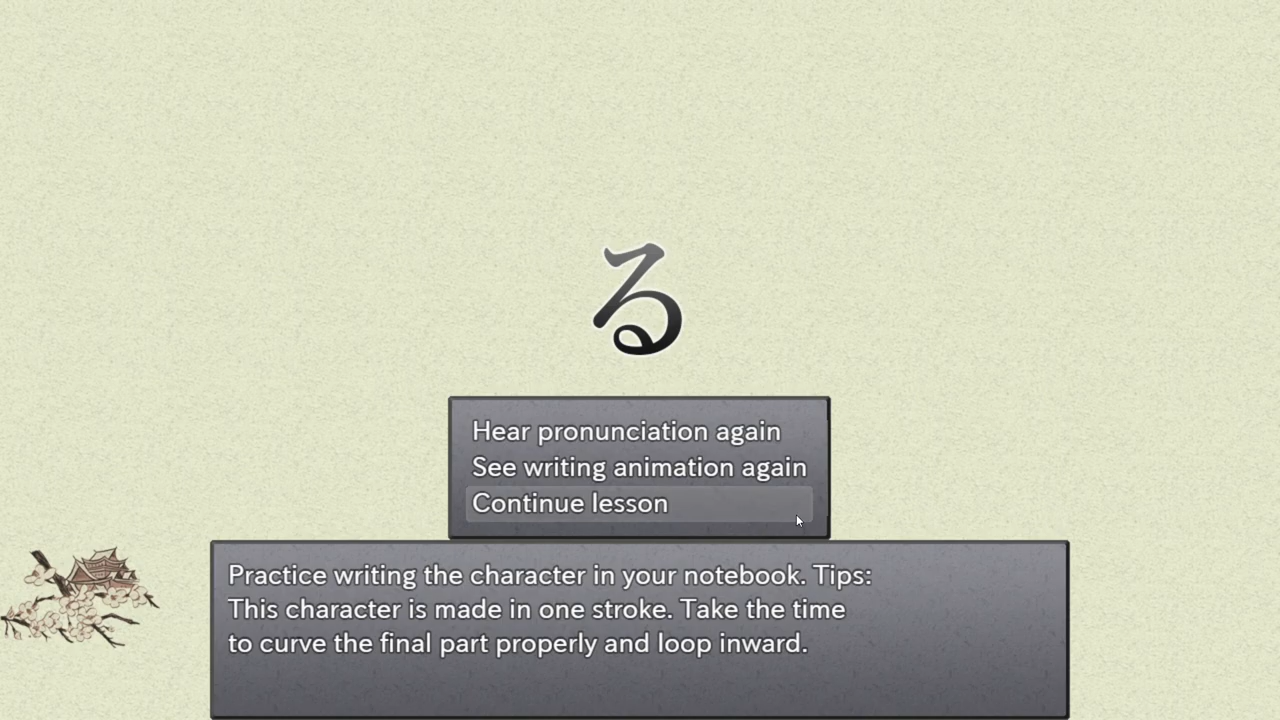 る
Hear pronunciation again
See writing animation again
Continue lesson
Practice writing the character in your notebook. Tips:
This character is made in one stroke. Take the time
to curve the final part properly and loop inward.